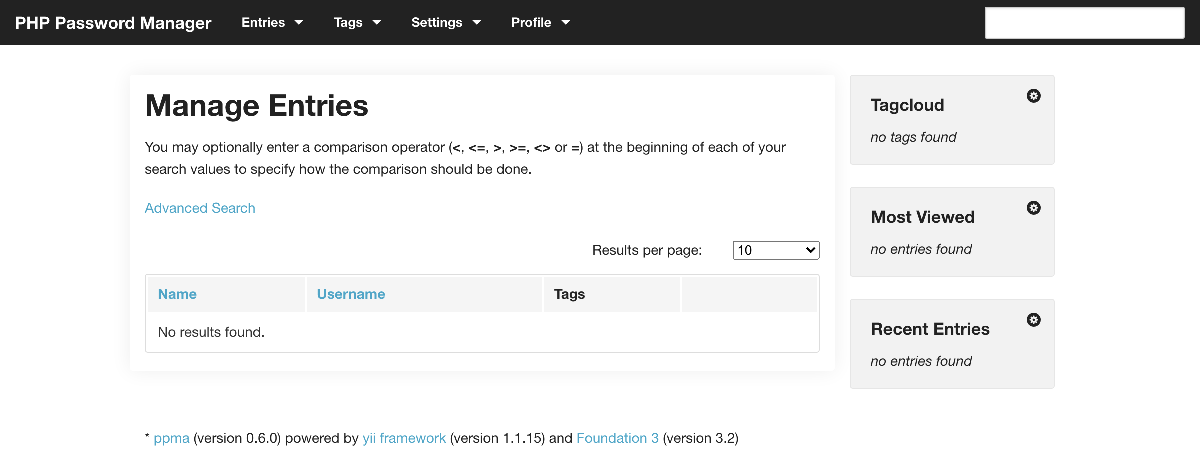 PHP Password Manager Entries Tags Settings Profile
Manage Entries
You may optionally enter a comparison operator (<, <=, >, >=, <> or =) at the beginning of each of your
search values to specify how the comparison should be done.
Advanced Search
Results per page: 10
Name Username Tags
No results found.
Tagcloud
no tags found
Most Viewed
no entries found
Recent Entries
no entries found
* ppma (version 0.6.0) powered by yii framework (version 1.1.15) and Foundation 3 (version 3.2)